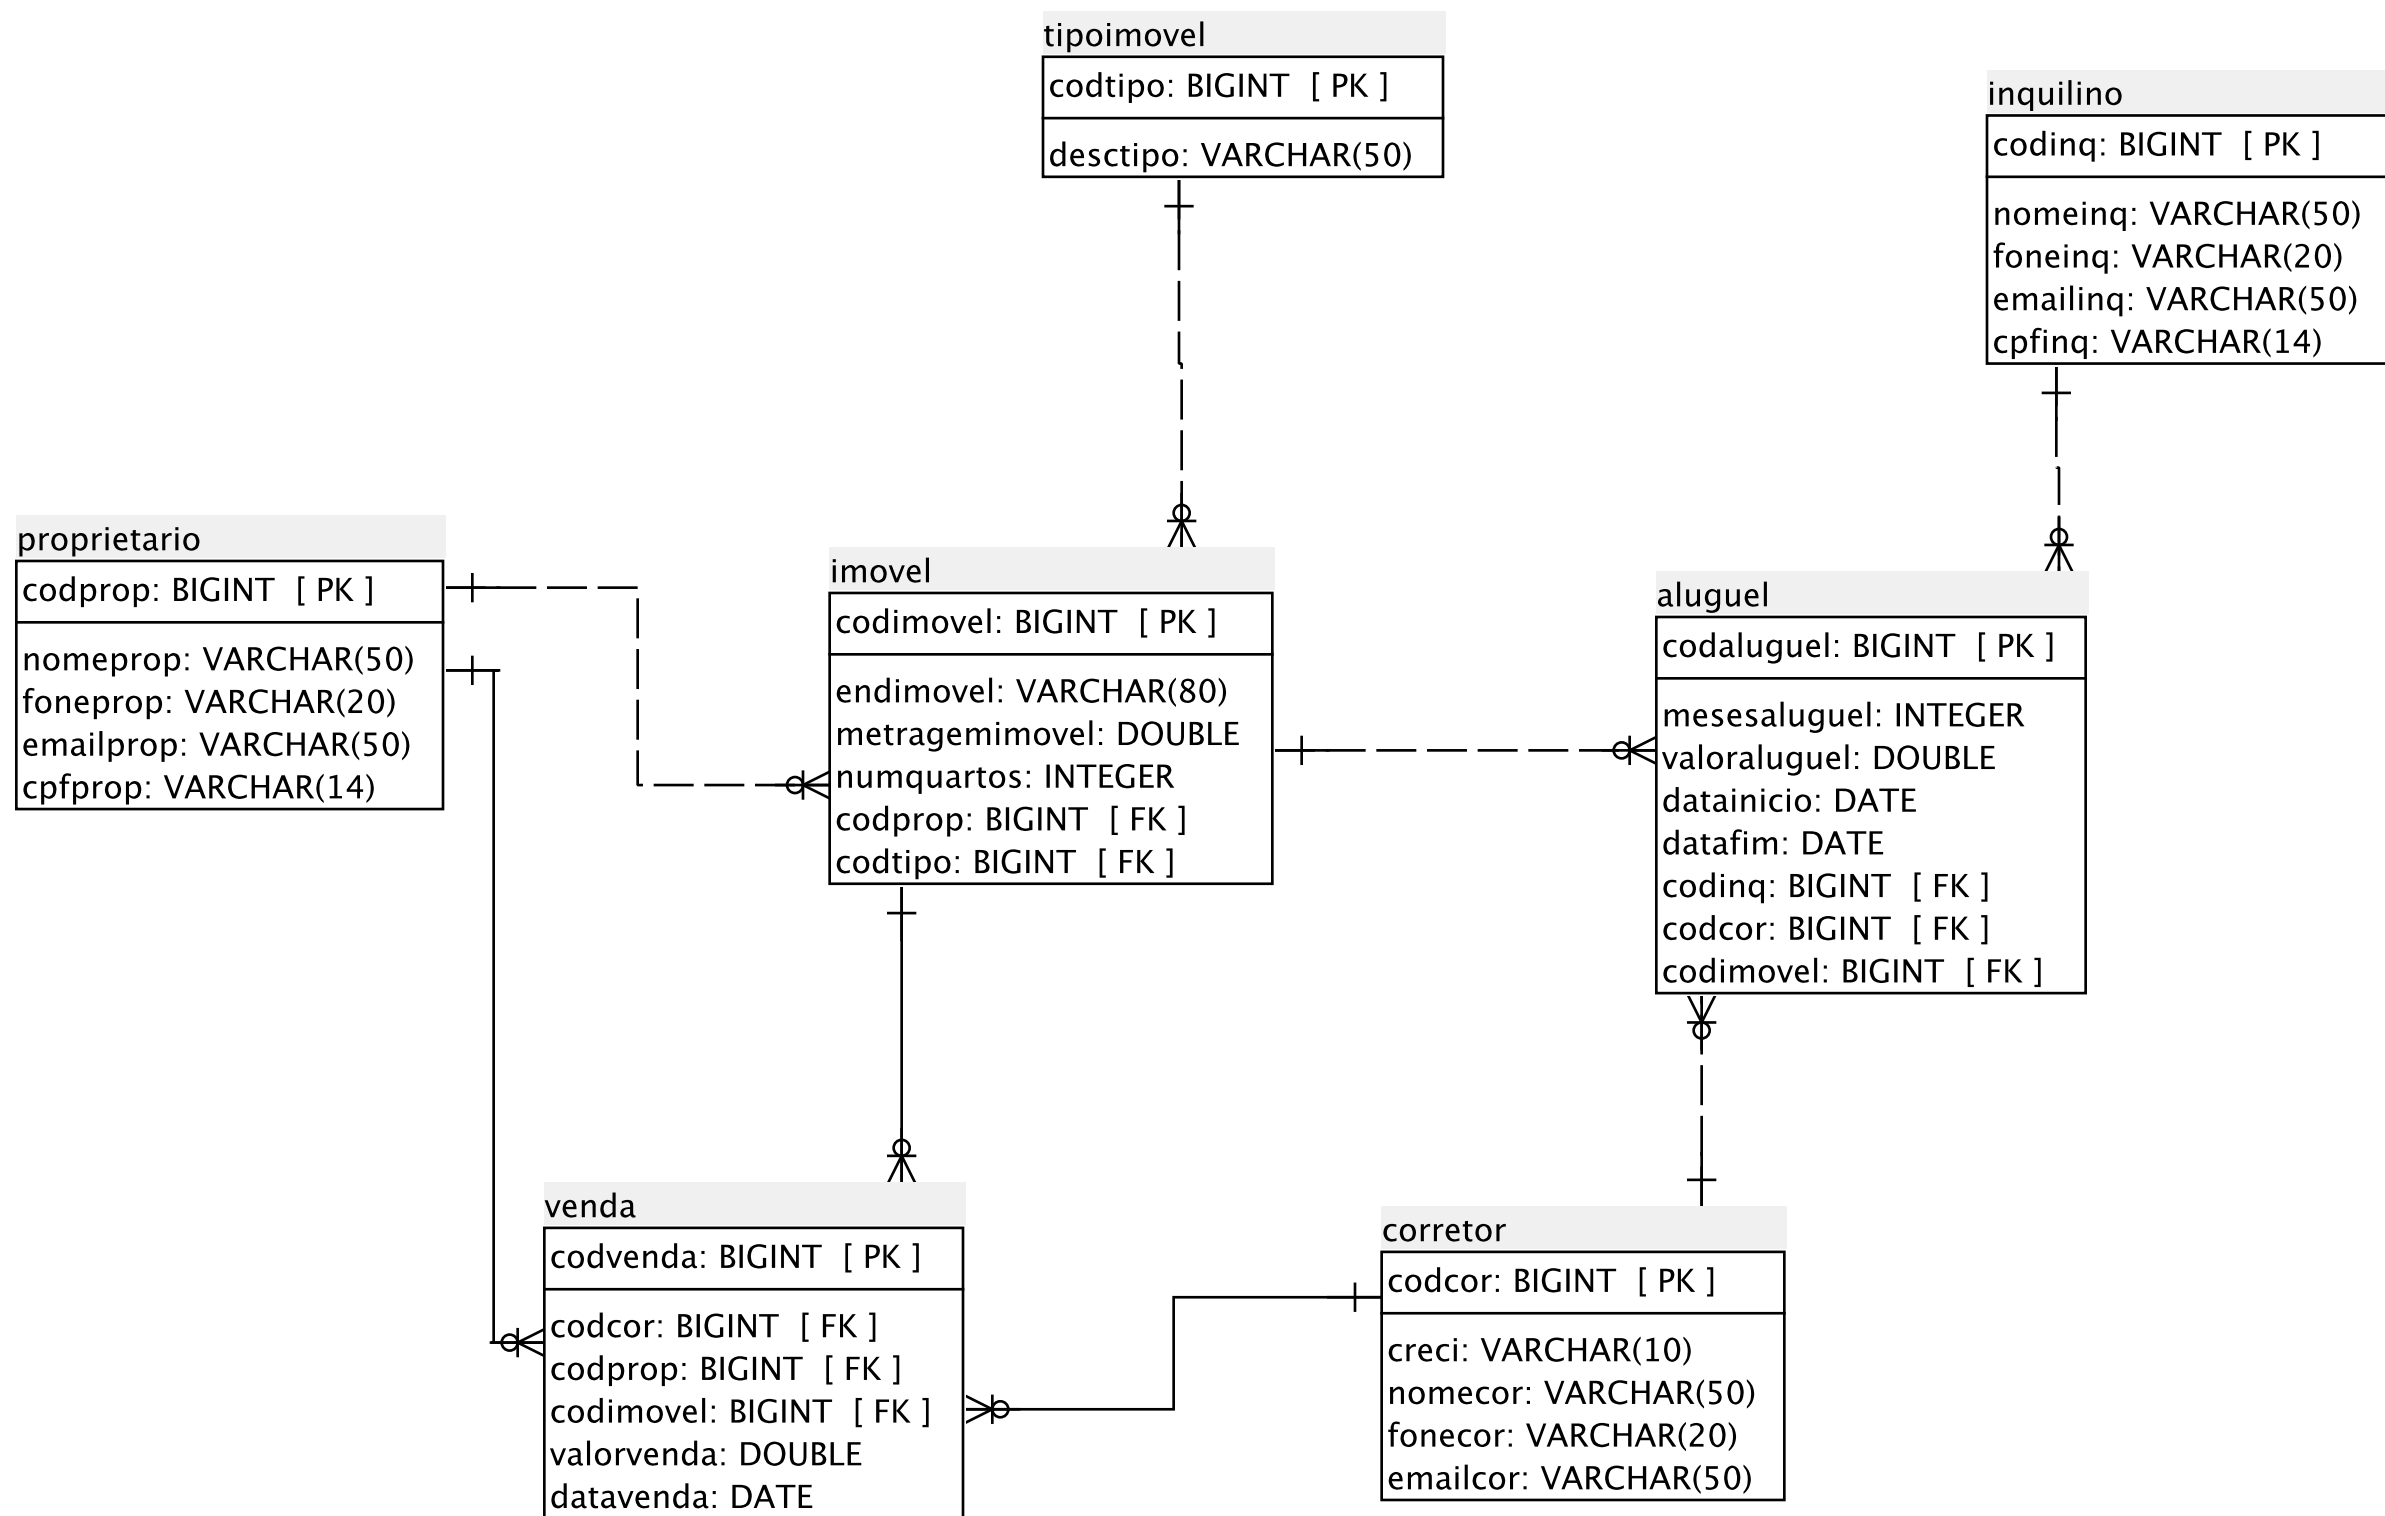 tipoimovel
codtipo: BIGINT [ PK ]
desctipo: VARCHAR(50)
inquilino
codinq: BIGINT [ PK ]
nomeinq: VARCHAR(50)
foneinq: VARCHAR(20)
emailinq: VARCHAR(50)
cpfinq: VARCHAR(14)
proprietario
codprop: BIGINT [ PK ]
nomeprop: VARCHAR(50)
foneprop: VARCHAR(20)
emailprop: VARCHAR(50)
cpfprop: VARCHAR(14)
imovel
codimovel: BIGINT [ PK ]
endimovel: VARCHAR(80)
metragemimovel: DOUBLE
numquartos: INTEGER
codprop: BIGINT [ FK ]
codtipo: BIGINT [ FK ]
aluguel
codaluguel: BIGINT [ PK ]
mesesaluguel: INTEGER
valoraluguel: DOUBLE
datainicio: DATE
datafim: DATE
codinq: BIGINT [ FK ]
codcor: BIGINT [ FK ]
codimovel: BIGINT [ FK ]
venda
codvenda: BIGINT [ PK ]
codcor: BIGINT [ FK ]
codprop: BIGINT [ FK ]
codimovel: BIGINT [ FK ]
valorvenda: DOUBLE
datavenda: DATE
corretor
codcor: BIGINT [ PK ]
creci: VARCHAR(10)
nomecor: VARCHAR(50)
fonecor: VARCHAR(20)
emailcor: VARCHAR(50)